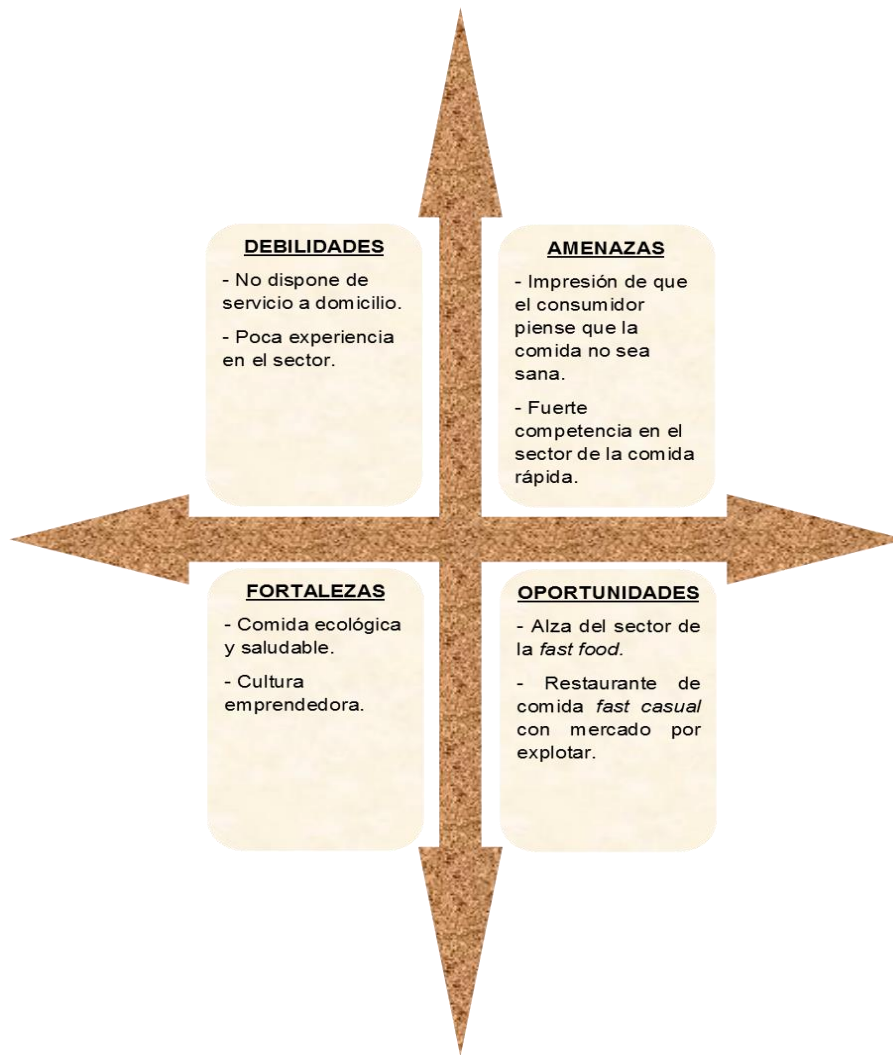 DEBILIDADES
- No dispone de
servicio a domicilio.
- Poca experiencia
en el sector.
AMENAZAS
- Impresión de que
el consumidor
piense que la
comida no sea
sana.
- Fuerte
competencia en el
sector de la comida
rápida.
FORTALEZAS
- Comida ecológica
y saludable.
- Cultura
emprendedora.
OPORTUNIDADES
- Alza del sector de
la fast food.
- Restaurante de
comida fast casual
con mercado por
explotar.